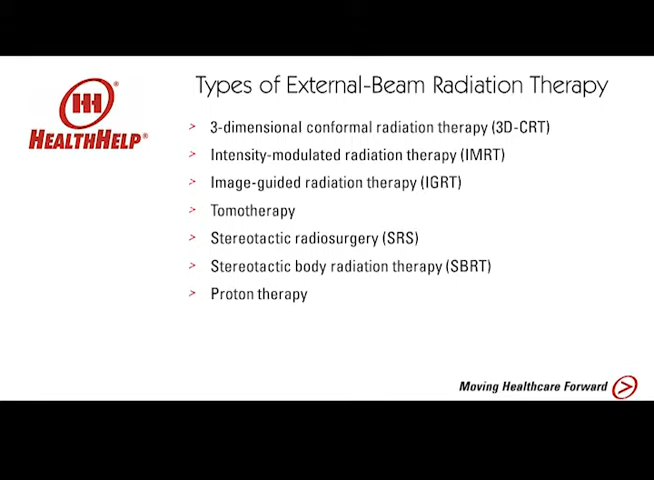 HEALTHHELP®
Types of External-Beam Radiation Therapy
> 3-dimensional conformal radiation therapy (3D-CRT)
> Intensity-modulated radiation therapy (IMRT)
> Image-guided radiation therapy (IGRT)
> Tomotherapy
> Stereotactic radiosurgery (SRS)
> Stereotactic body radiation therapy (SBRT)
> Proton therapy
Moving Healthcare Forward